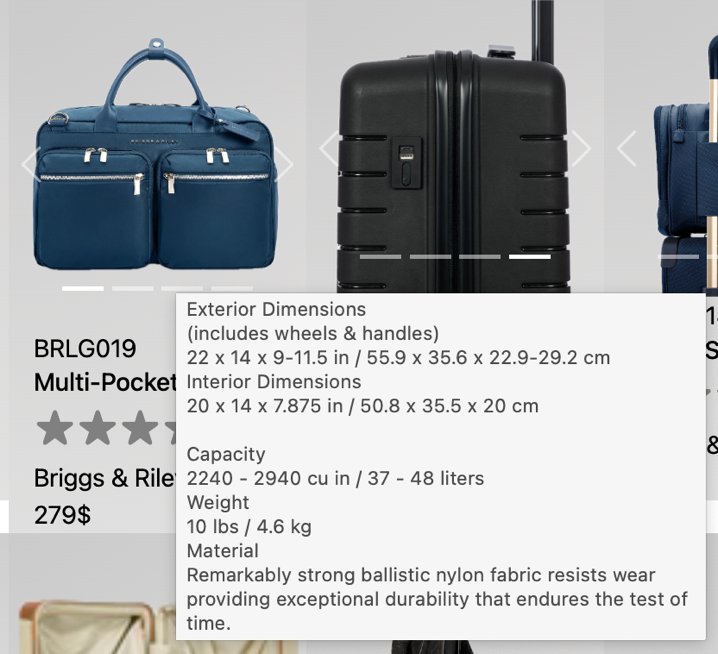 BRLG019
Multi-Pocket
Briggs & Rile
279$
Exterior Dimensions
(includes wheels & handles)
22 x 14 x 9-11.5 in / 55.9 x 35.6 x 22.9-29.2 cm
Interior Dimensions
20 x 14 x 7.875 in / 50.8 x 35.5 x 20 cm
Capacity
2240 - 2940 cu in / 37 - 48 liters
Weight
10 lbs / 4.6 kg
Material
Remarkably strong ballistic nylon fabric resists wear
providing exceptional durability that endures the test of
time.
1
S
&